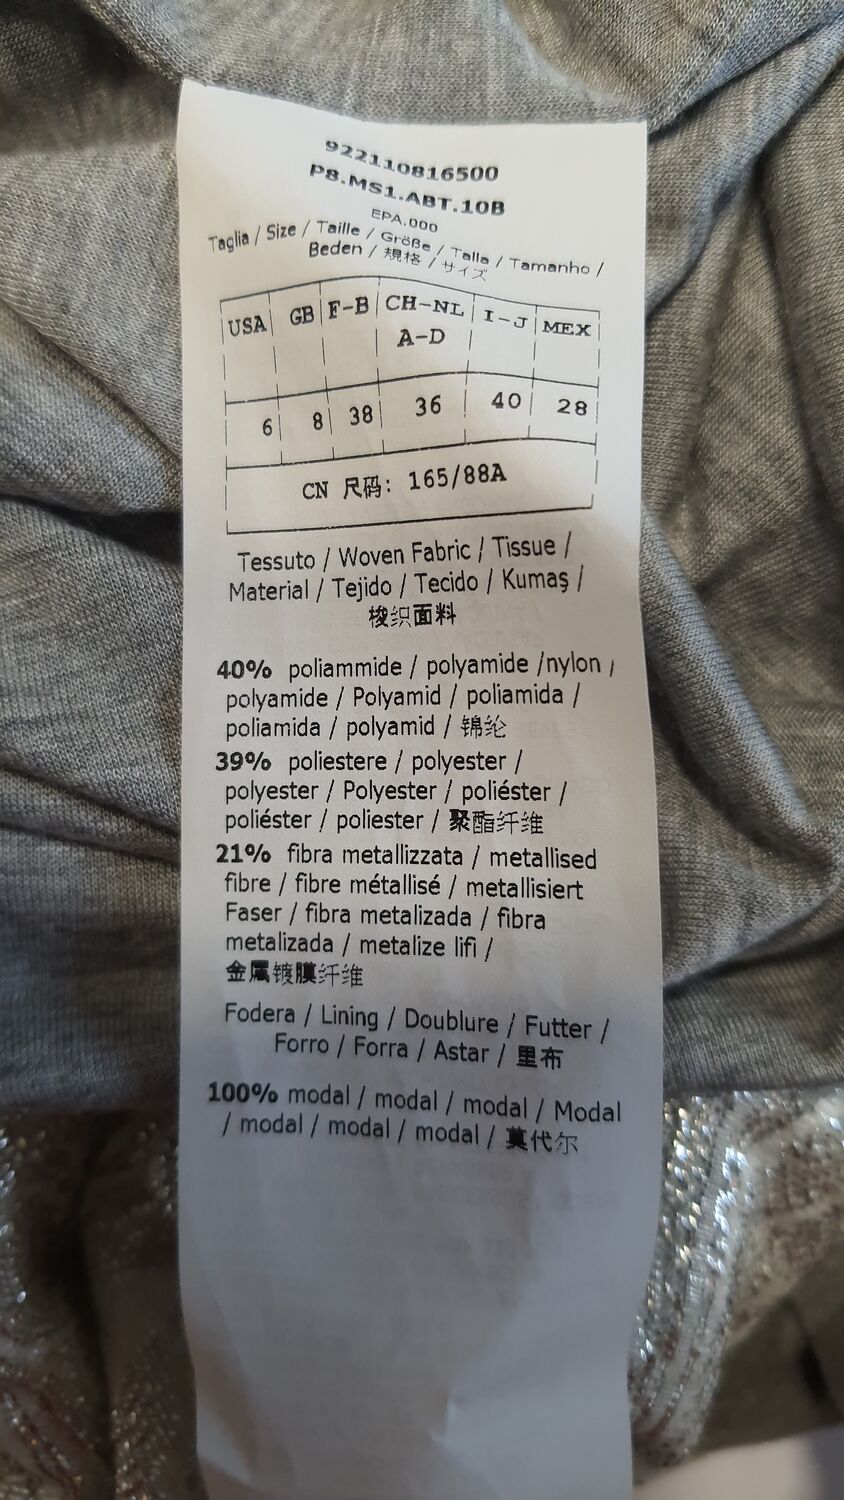 922110816500
P8.MS1.ABT.10B
EPA.000
Taglia / Size / Taille / Größe / Talla / Tamanho /
Beden / 規格 / サイズ
USA GB F-B CH-NL I-J MEX
A-D
6 8 38 36 40 28
CN 尺码: 165/88A
Tessuto / Woven Fabric / Tissue /
Material / Tejido / Tecido / Kumaş /
梭织面料
40% poliammide / polyamide /nylon /
polyamide / Polyamid / poliamida /
poliamida / polyamid / 锦纶
39% poliestere / polyester /
polyester / Polyester / poliéster /
poliéster / poliester / 聚酯纤维
21% fibra metallizzata / metallised
fibre / fibre métallisé / metallisiert
Faser / fibra metalizada / fibra
metalizada / metalize lifi /
金属镀膜纤维
Fodera / Lining / Doublure / Futter /
Forro / Forra / Astar / 里布
100% modal / modal / modal / Modal
/ modal / modal / modal / 莫代尔